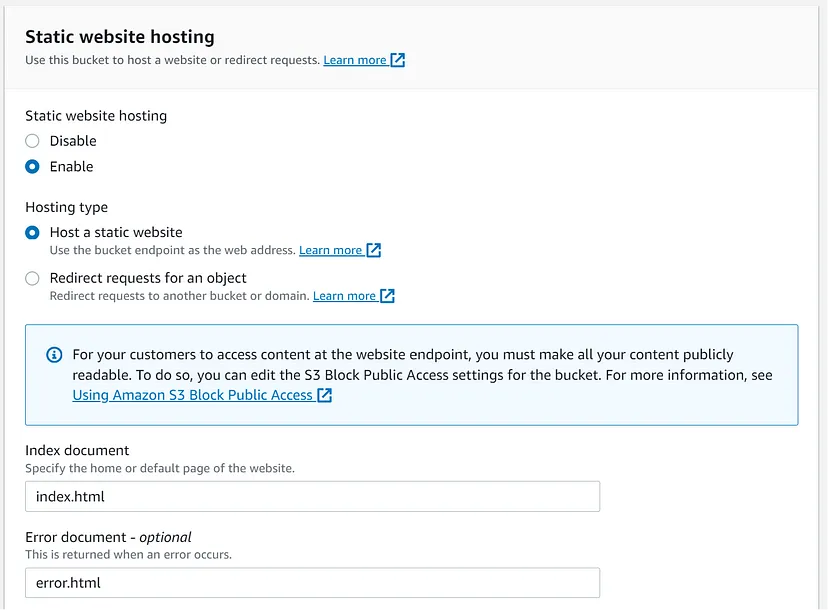 Static website hosting
Use this bucket to host a website or redirect requests. Learn more
Static website hosting
Disable
Enable
Hosting type
Host a static website
Use the bucket endpoint as the web address. Learn more
Redirect requests for an object
Redirect requests to another bucket or domain. Learn more
For your customers to access content at the website endpoint, you must make all your content publicly
readable. To do so, you can edit the S3 Block Public Access settings for the bucket. For more information, see
Using Amazon S3 Block Public Access
Index document
Specify the home or default page of the website.
index.html
Error document - optional
This is returned when an error occurs.
error.html